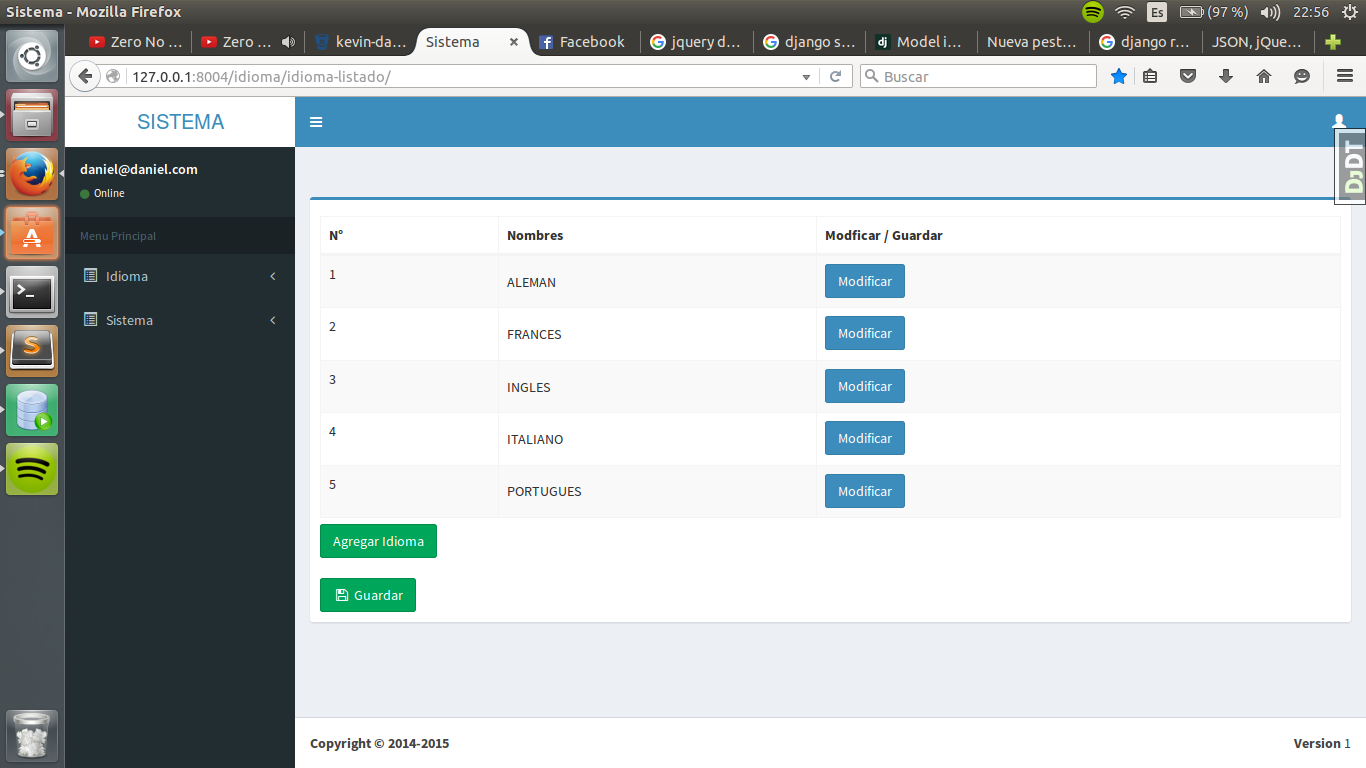 Sistema - Mozilla Firefox
Es (97 %) 22:56
Zero No ... Zero ... kevin-da... Sistema × Facebook jquery d... django s... dj Model i... Nueva pest... django r... JSON, jQue...
127.0.0.1:8004/idioma/idioma-listado/ Buscar
SISTEMA
DJDT
daniel@daniel.com
Online
Menu Principal
Idioma
Sistema
N° Nombres Modficar / Guardar
1 ALEMAN Modificar
2 FRANCES Modificar
3 INGLES Modificar
4 ITALIANO Modificar
5 PORTUGUES Modificar
Agregar Idioma
Guardar
Copyright © 2014-2015 Version 1